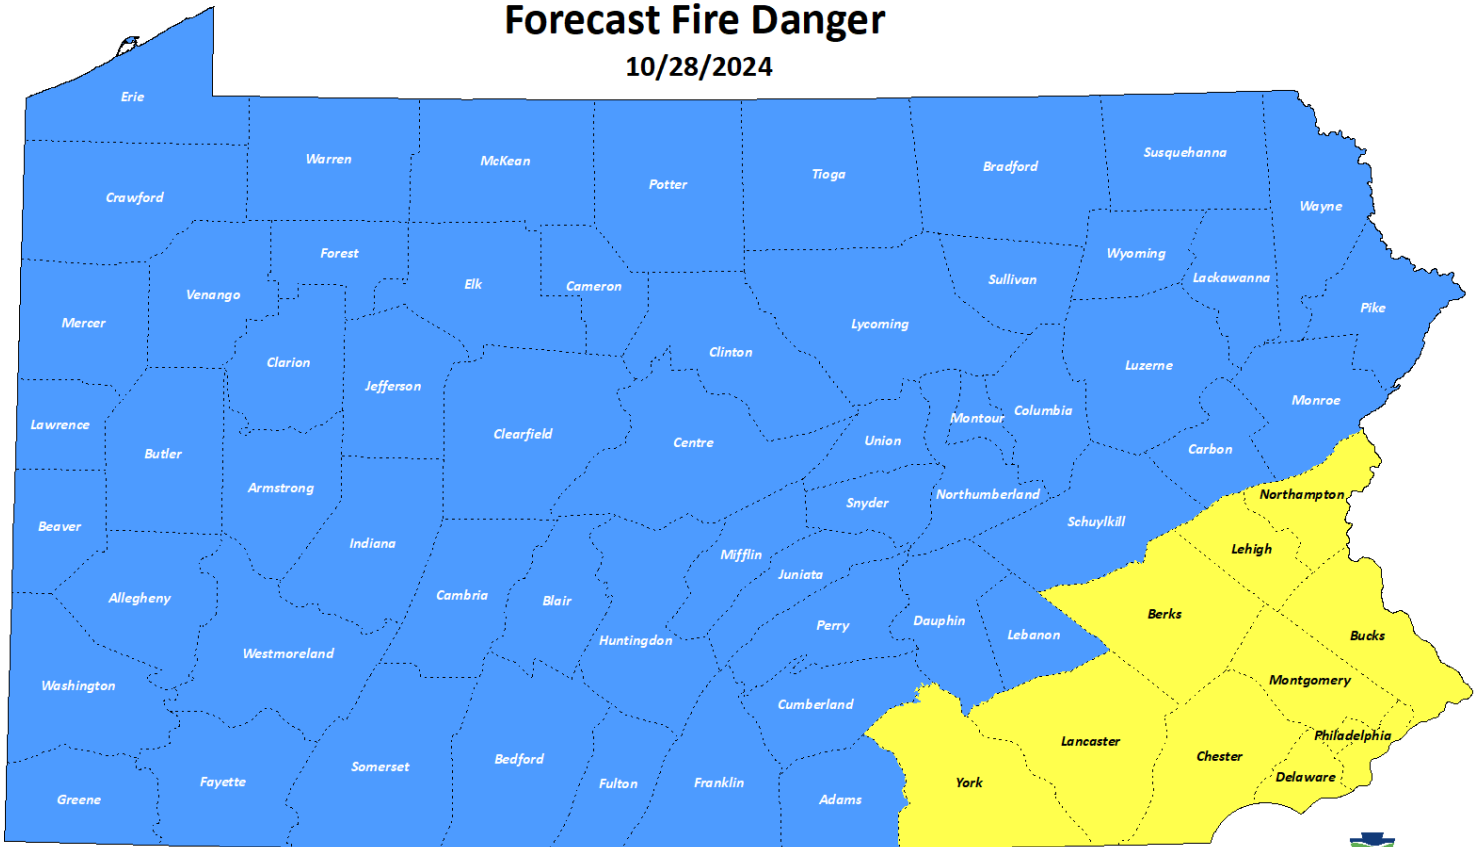 Forecast Fire Danger
10/28/2024
Erie
Warren
McKean
Potter
Tioga
Bradford
Susquehanna
Wayne
Crawford
Forest
Elk
Cameron
Sullivan
Wyoming
Lackawanna
Pike
Venango
Mercer
Clarion
Jefferson
Clinton
Lycoming
Luzerne
Monroe
Lawrence
Butler
Clearfield
Centre
Union
Montour
Columbia
Carbon
Armstrong
Snyder
Northumberland
Schuylkill
Northampton
Beaver
Indiana
Mifflin
Juniata
Lehigh
Allegheny
Cambria
Blair
Huntingdon
Perry
Dauphin
Lebanon
Berks
Bucks
Westmoreland
Washington
Cumberland
Montgomery
Lancaster
Chester
Philadelphia
Delaware
Greene
Fayette
Somerset
Bedford
Fulton
Franklin
Adams
York